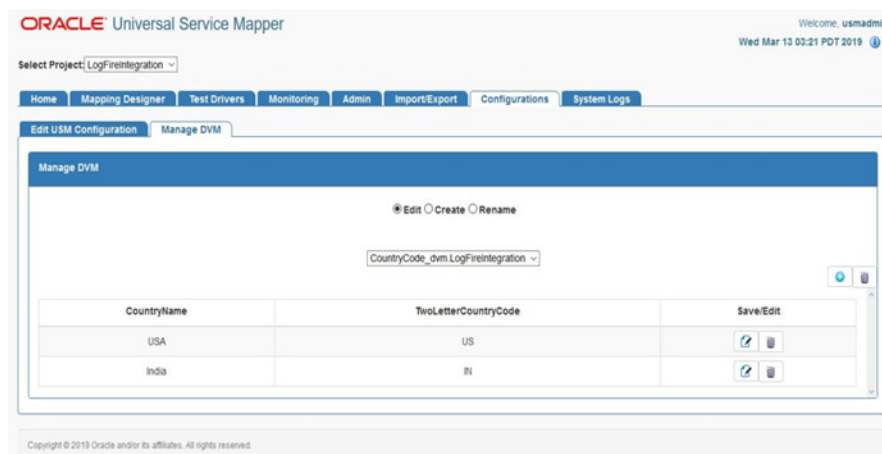 ORACLE® Universal Service Mapper
Welcome, usmadmi
Wed Mar 13 03:21 PDT 2019
Select Project: LogFireIntegration
Home Mapping Designer Test Drivers Monitoring Admin Import/Export Configurations System Logs
Edit USM Configuration Manage DVM
Manage DVM
Edit Create Rename
CountryCode_dvm.LogFireIntegration
CountryName TwoLetterCountryCode Save/Edit
USA US
India IN
Copyright © 2019 Oracle and/or its affiliates. All rights reserved.